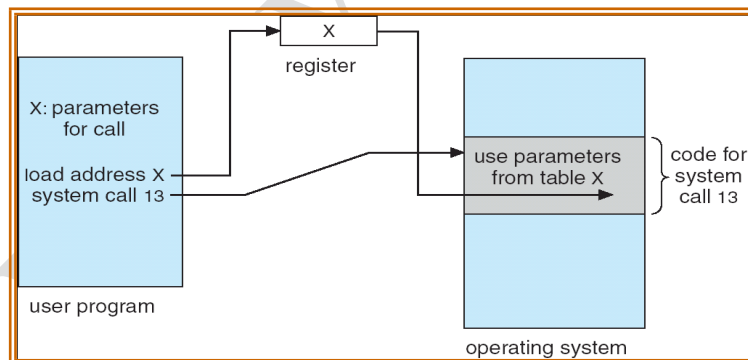 X
register
X: parameters
for call
load address X
system call 13
user program
use parameters
from table X
code for
system
call 13
operating system